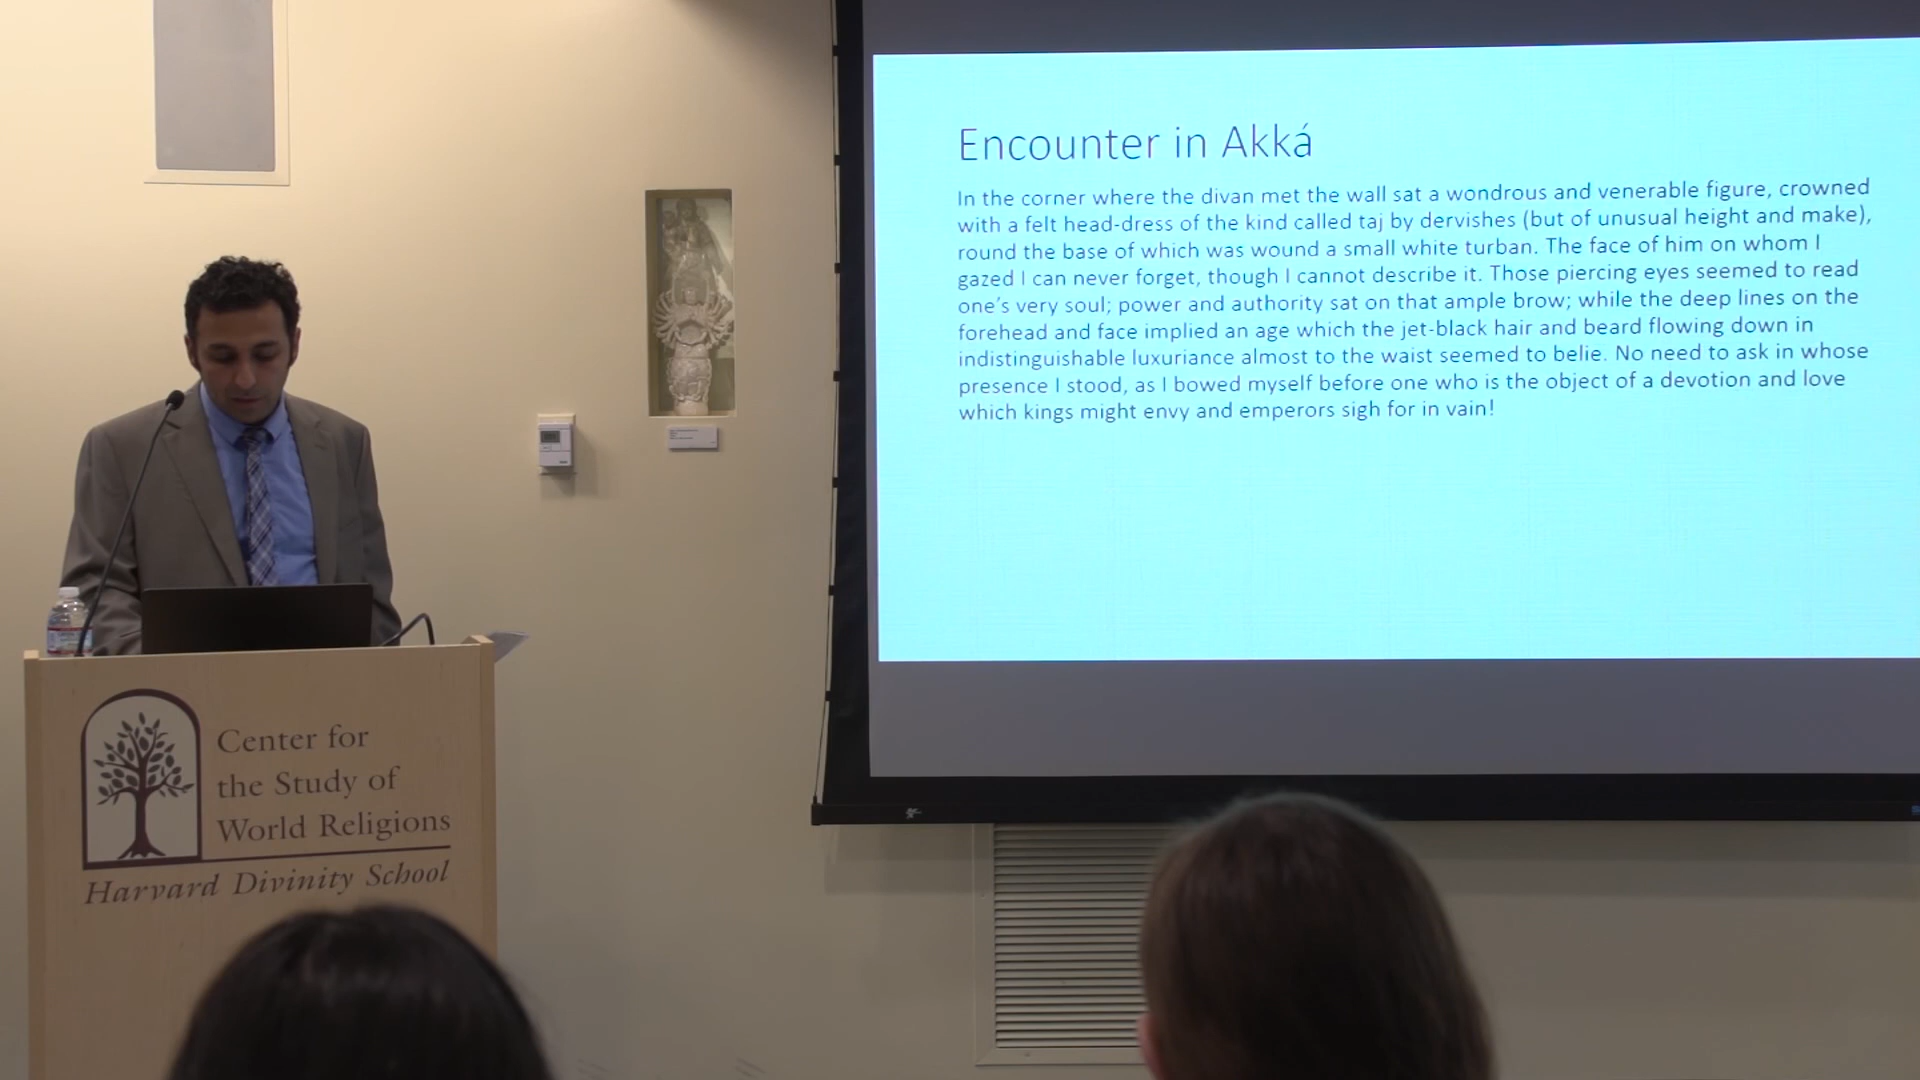 Encounter in Akká
In the corner where the divan met the wall sat a wondrous and venerable figure, crowned
with a felt head-dress of the kind called taj by dervishes (but of unusual height and make),
round the base of which was wound a small white turban. The face of him on whom I
gazed I can never forget, though I cannot describe it. Those piercing eyes seemed to read
one's very soul; power and authority sat on that ample brow; while the deep lines on the
forehead and face implied an age which the jet-black hair and beard flowing down in
indistinguishable luxuriance almost to the waist seemed to belie. No need to ask in whose
presence I stood, as I bowed myself before one who is the object of a devotion and love
which kings might envy and emperors sigh for in vain!
Center for
the Study of
World Religions
Harvard Divinity School